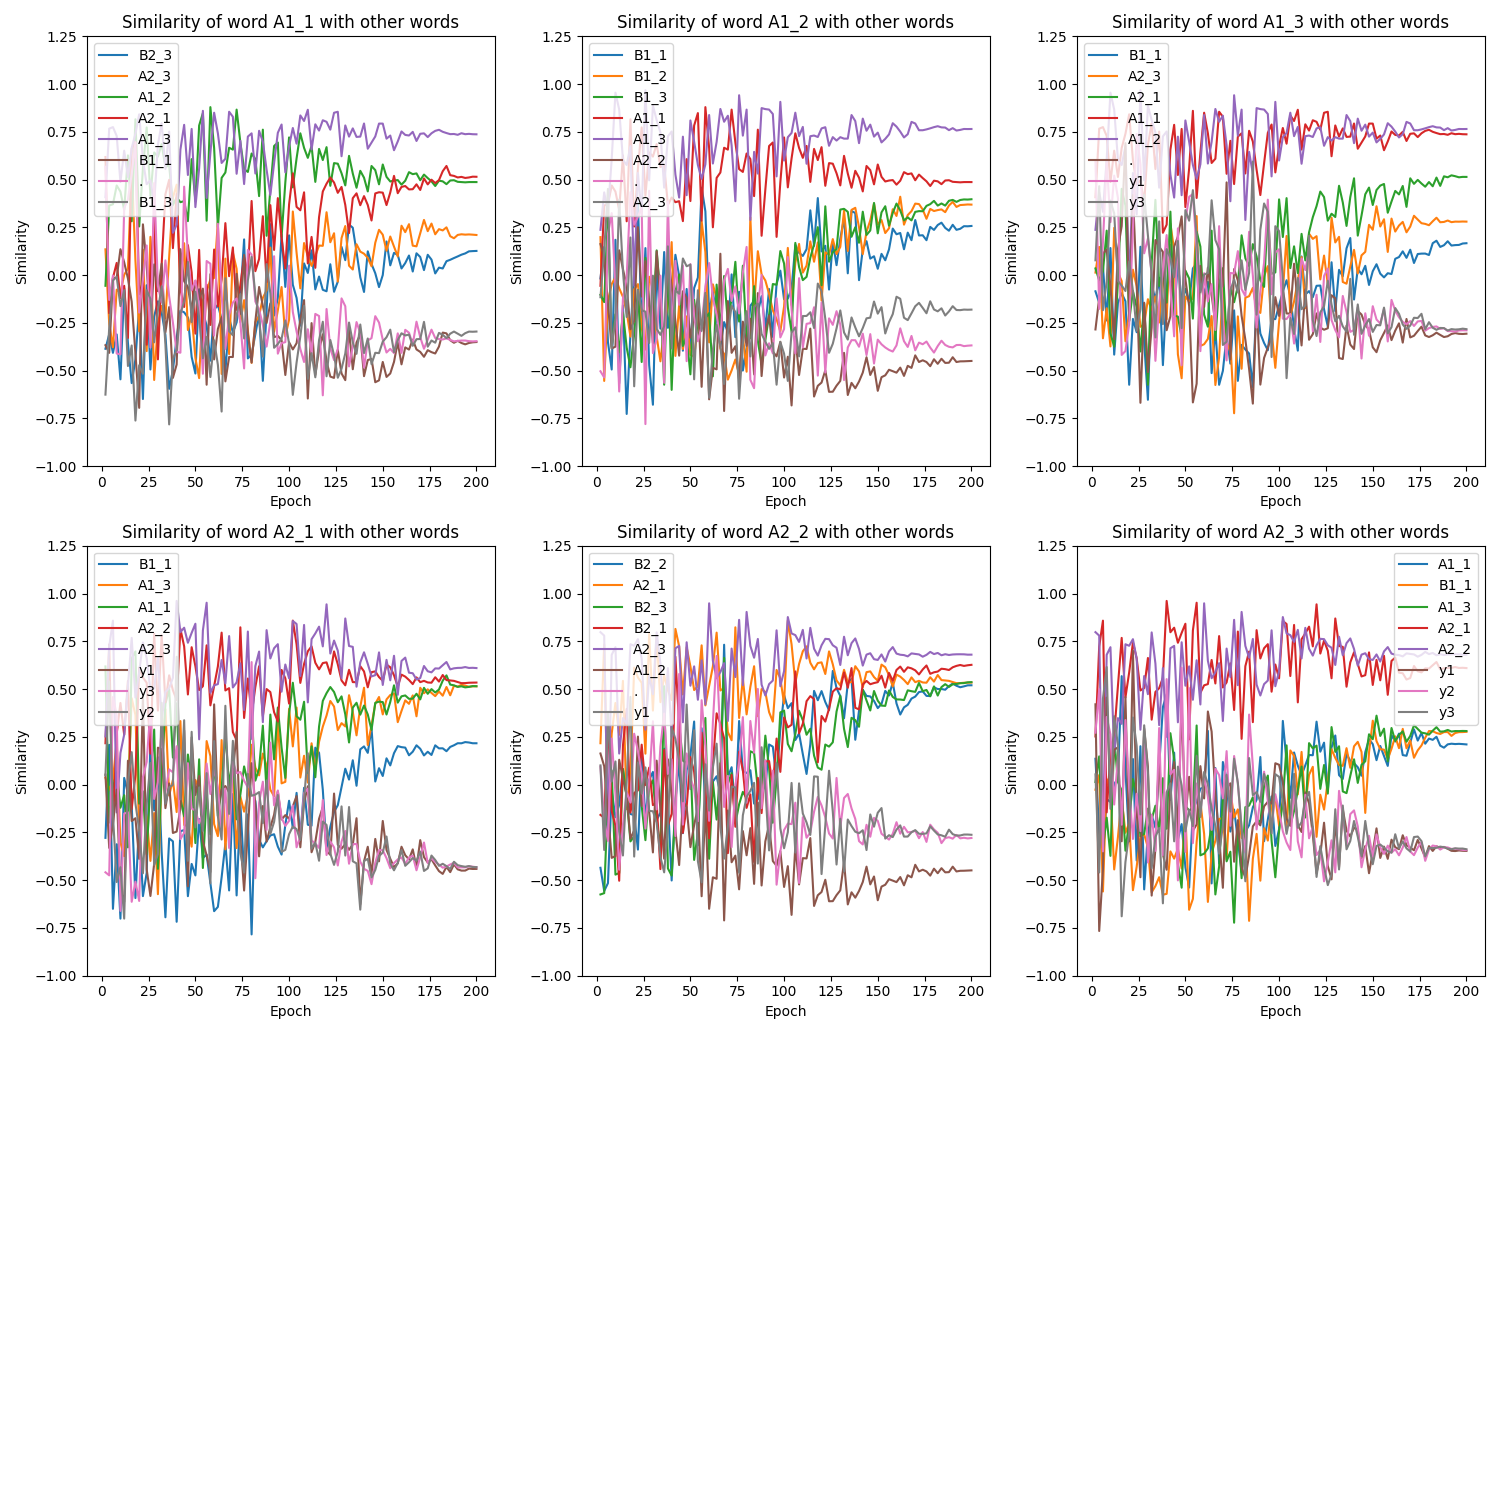 Similarity of word A1_1 with other words
Similarity
1.25
1.00
0.75
0.50
0.25
0.00
−0.25
−0.50
−0.75
−1.00
B2_3
A2_3
A1_2
A2_1
A1_3
B1_1
.
B1_3
0 25 50 75 100 125 150 175 200
Epoch
Similarity of word A1_2 with other words
Similarity
1.25
1.00
0.75
0.50
0.25
0.00
−0.25
−0.50
−0.75
−1.00
B1_1
B1_2
B1_3
A1_1
A1_3
A2_2
.
A2_3
0 25 50 75 100 125 150 175 200
Epoch
Similarity of word A1_3 with other words
Similarity
1.25
1.00
0.75
0.50
0.25
0.00
−0.25
−0.50
−0.75
−1.00
B1_1
A2_3
A2_1
A1_1
A1_2
.
y1
y3
0 25 50 75 100 125 150 175 200
Epoch
Similarity of word A2_1 with other words
Similarity
1.25
1.00
0.75
0.50
0.25
0.00
−0.25
−0.50
−0.75
−1.00
B1_1
A1_3
A1_1
A2_2
A2_3
y1
y3
y2
0 25 50 75 100 125 150 175 200
Epoch
Similarity of word A2_2 with other words
Similarity
1.25
1.00
0.75
0.50
0.25
0.00
−0.25
−0.50
−0.75
−1.00
B2_2
A2_1
B2_3
B2_1
A2_3
A1_2
.
y1
0 25 50 75 100 125 150 175 200
Epoch
Similarity of word A2_3 with other words
Similarity
1.25
1.00
0.75
0.50
0.25
0.00
−0.25
−0.50
−0.75
−1.00
A1_1
B1_1
A1_3
A2_1
A2_2
y1
y2
y3
0 25 50 75 100 125 150 175 200
Epoch